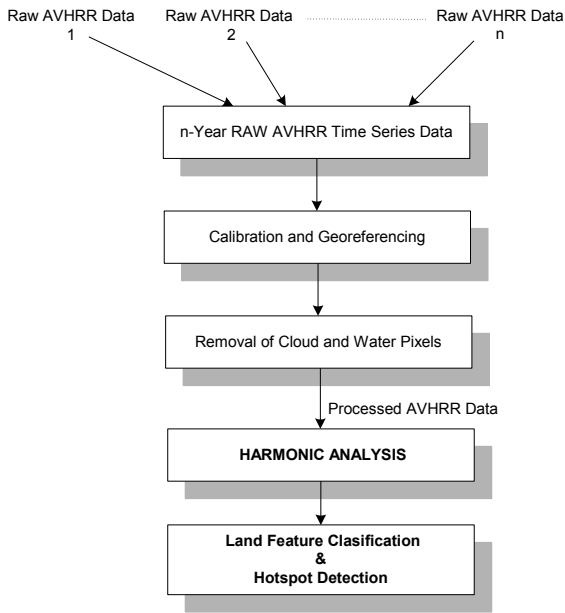 Raw AVHRR Data Raw AVHRR Data Raw AVHRR Data
1 2 n
n-Year RAW AVHRR Time Series Data
Calibration and Georeferencing
Removal of Cloud and Water Pixels
Processed AVHRR Data
HARMONIC ANALYSIS
Land Feature Clasification
&
Hotspot Detection